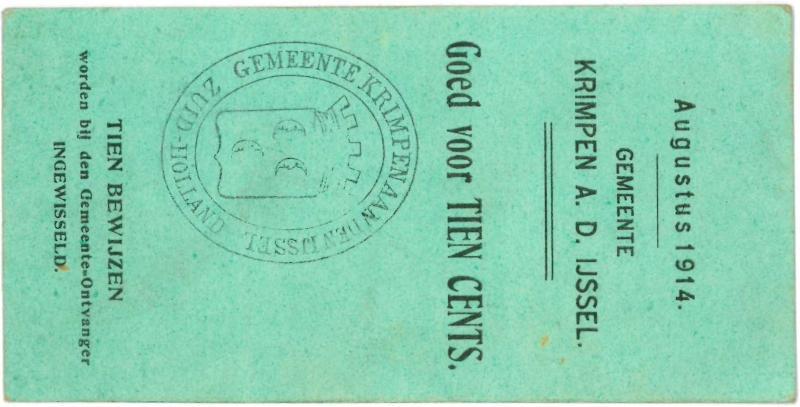 Augustus 1914.
GEMEENTE
KRIMPEN A. D. IJSSEL.
Goed voor TIEN CENTS.
GEMEENTE KRIMPEN AAN DEN IJSSEL
ZUID-HOLLAND
TIEN BEWIJZEN
worden bij den Gemeente-Ontvanger
INGEWISSELD.